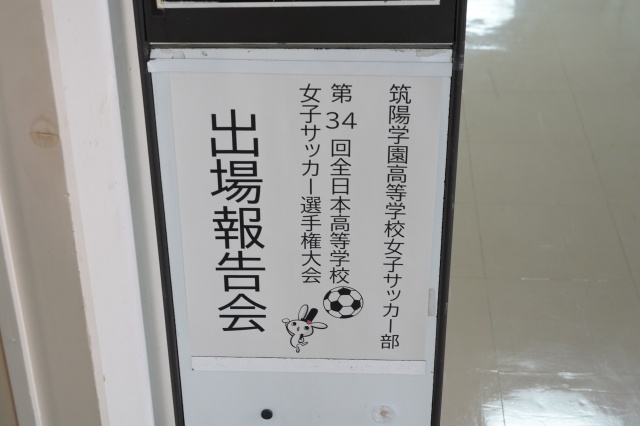 筑陽学園高等学校女子サッカー部
第34回全日本高等学校
女子サッカー選手権大会
出場報告会